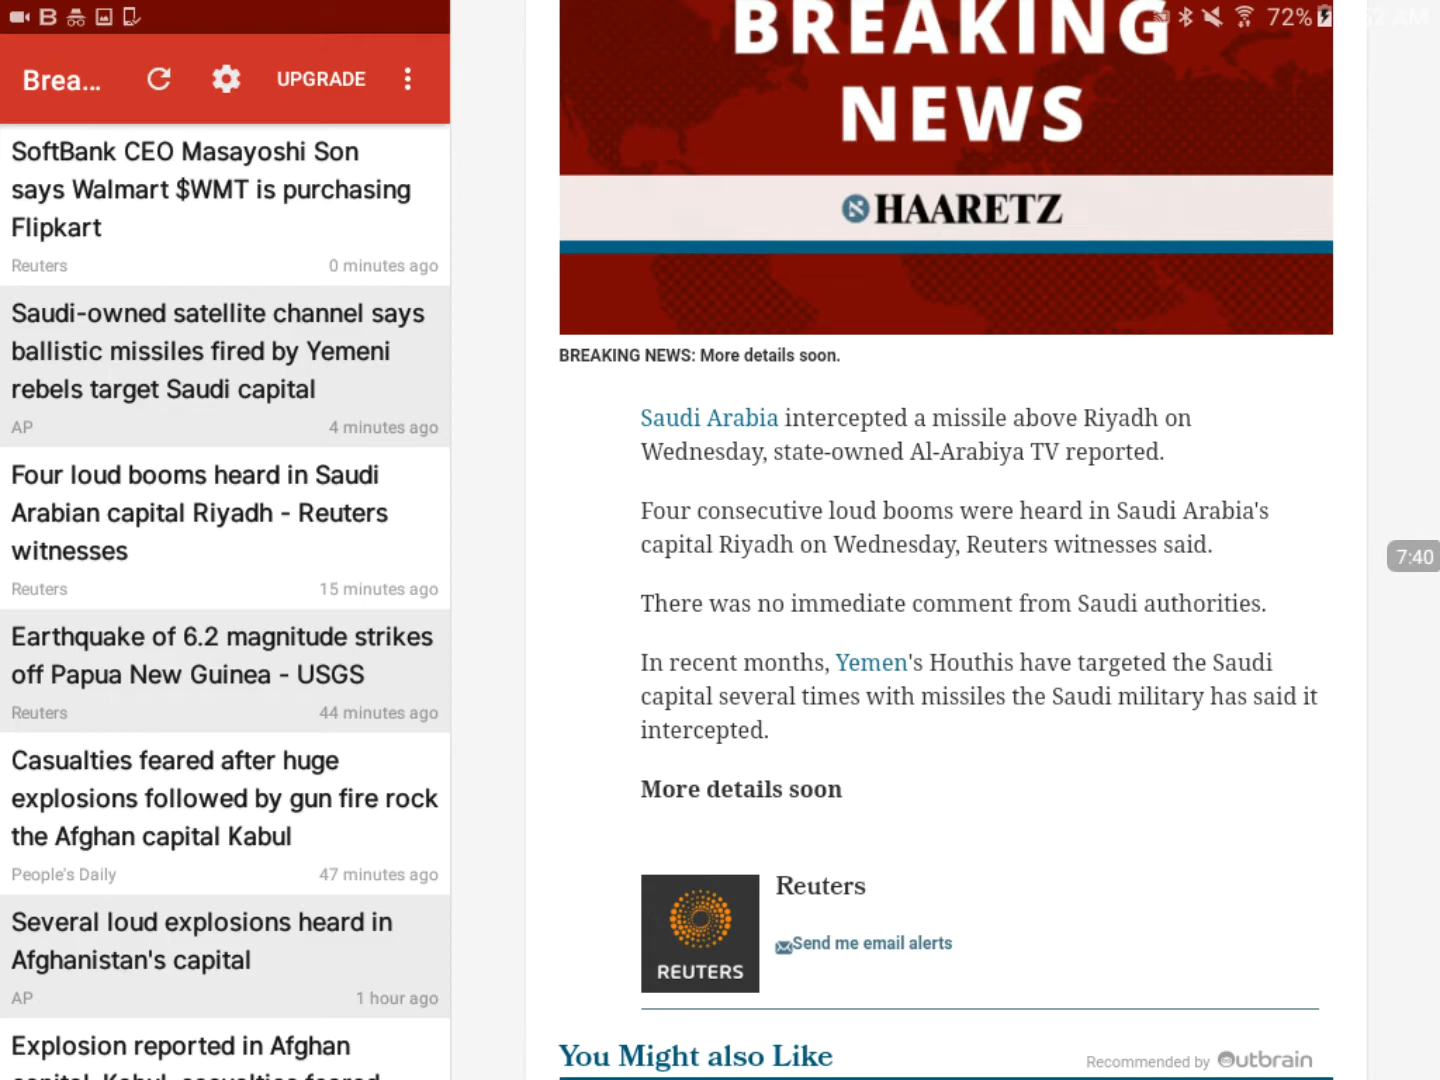 B
72%
Brea...
UPGRADE
SoftBank CEO Masayoshi Son
says Walmart $WMT is purchasing
Flipkart
Reuters
0 minutes ago
Saudi-owned satellite channel says
ballistic missiles fired by Yemeni
rebels target Saudi capital
AP
4 minutes ago
Four loud booms heard in Saudi
Arabian capital Riyadh - Reuters
witnesses
Reuters
15 minutes ago
Earthquake of 6.2 magnitude strikes
off Papua New Guinea - USGS
Reuters
44 minutes ago
Casualties feared after huge
explosions followed by gun fire rock
the Afghan capital Kabul
People's Daily
47 minutes ago
Several loud explosions heard in
Afghanistan's capital
AP
1 hour ago
Explosion reported in Afghan
capital, Kabul, casualties feared
BREAKING
NEWS
HAARETZ
BREAKING NEWS: More details soon.
Saudi Arabia intercepted a missile above Riyadh on
Wednesday, state-owned Al-Arabiya TV reported.
Four consecutive loud booms were heard in Saudi Arabia's
capital Riyadh on Wednesday, Reuters witnesses said.
There was no immediate comment from Saudi authorities.
In recent months, Yemen's Houthis have targeted the Saudi
capital several times with missiles the Saudi military has said it
intercepted.
More details soon
REUTERS
Reuters
Send me email alerts
You Might also Like
Recommended by Outbrain
7:40